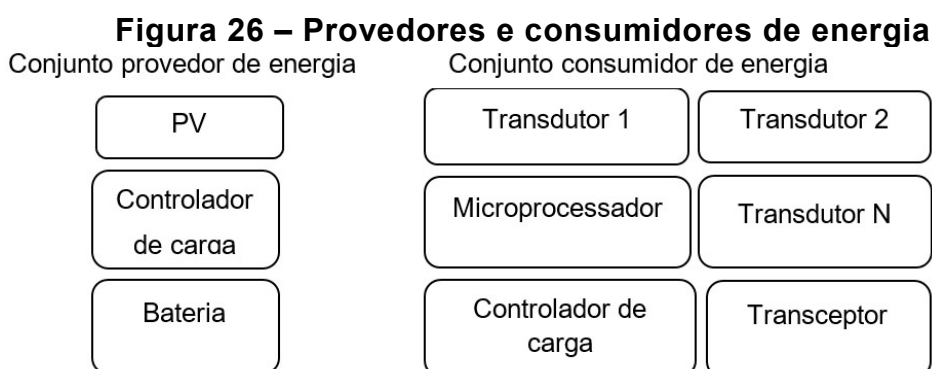 Figura 26 – Provedores e consumidores de energia
Conjunto provedor de energia
Conjunto consumidor de energia
PV
Transdutor 1
Transdutor 2
Controlador
de carga
Microprocessador
Transdutor N
Bateria
Controlador de
carga
Transceptor